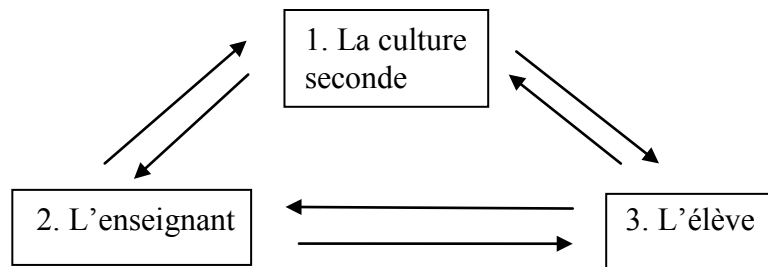 1. La culture
seconde
2. L’enseignant
3. L’élève